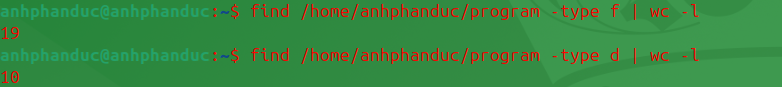 anhphanduc@anhphanduc:~$ find /home/anhphanduc/program -type f | wc -l
19
anhphanduc@anhphanduc:~$ find /home/anhphanduc/program -type d | wc -l
10